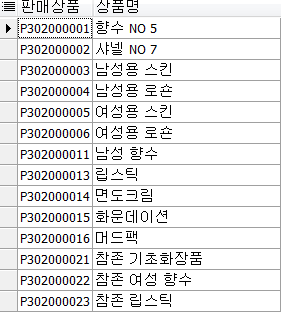 판매상품 상품명
P302000001 향수 NO 5
P302000002 샤넬 NO 7
P302000003 남성용 스킨
P302000004 남성용 로숀
P302000005 여성용 스킨
P302000006 여성용 로숀
P302000011 남성 향수
P302000013 립스틱
P302000014 면도크림
P302000015 화운데이션
P302000016 머드팩
P302000021 참존 기초화장품
P302000022 참존 여성 향수
P302000023 참존 립스틱